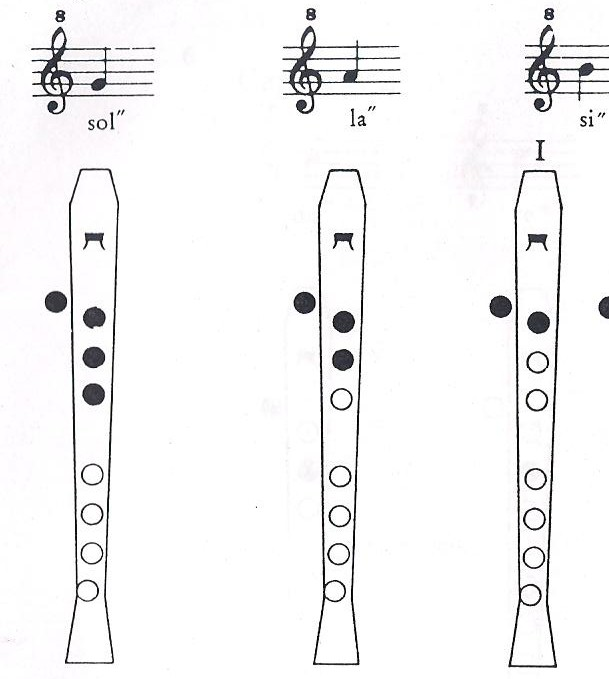 8 8 8
sol″ la″ si″
I